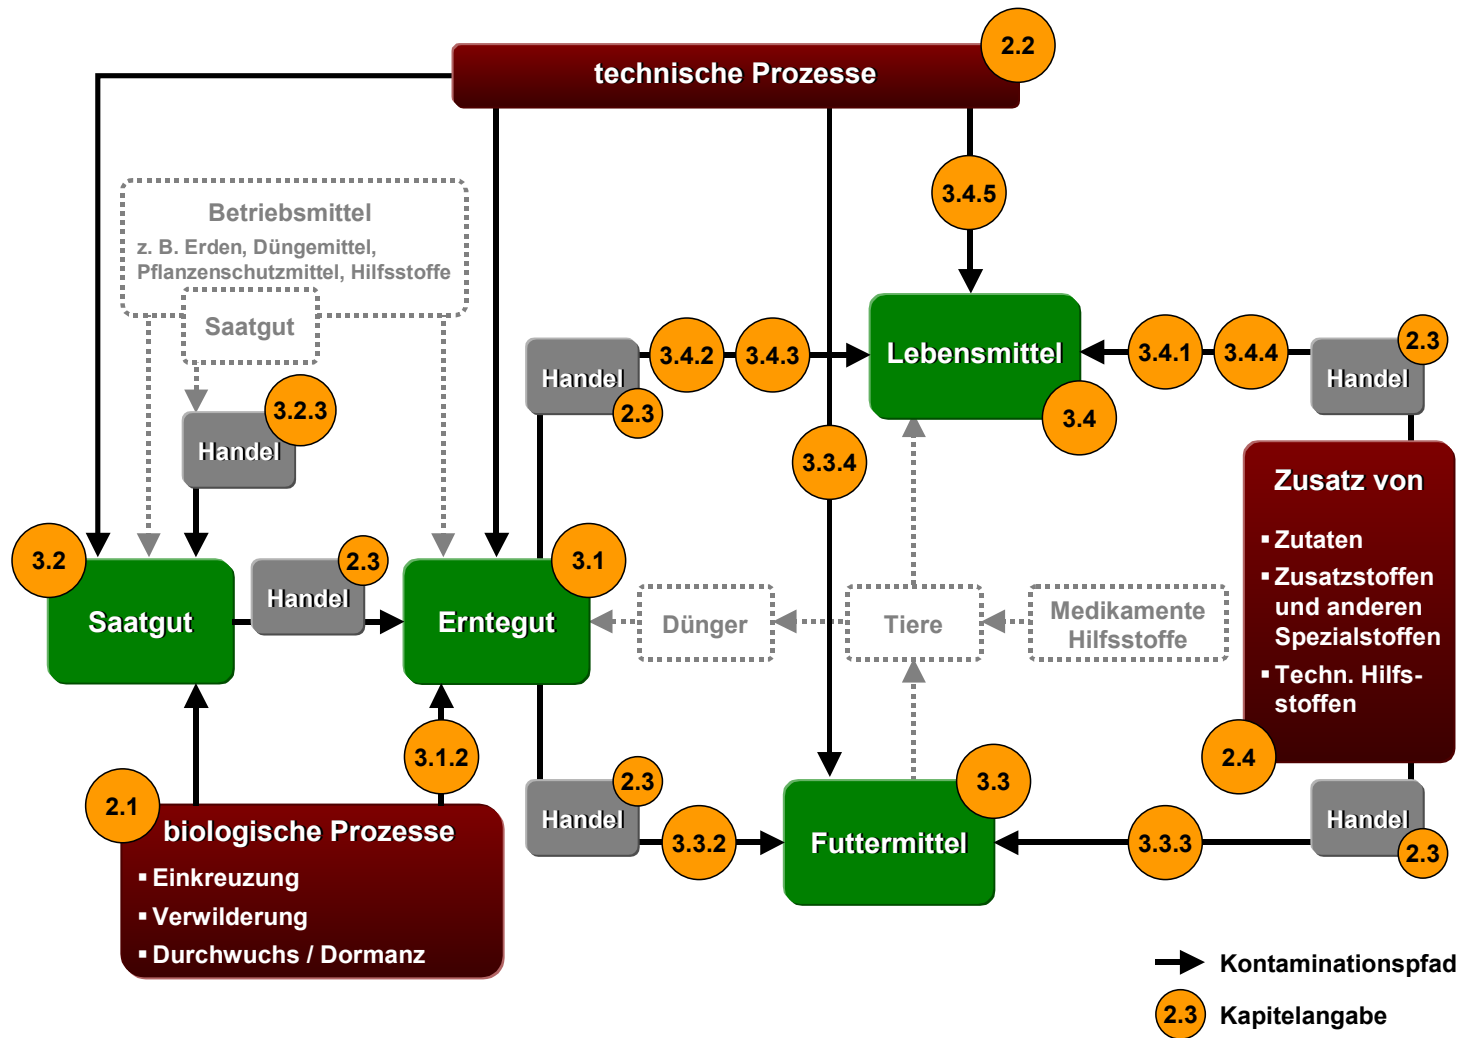 2.2
technische Prozesse
3.4.5
Betriebsmittel
z. B. Erden, Düngemittel,
Pflanzenschutzmittel, Hilfsstoffe
Saatgut
3.2.3
Handel
Handel
2.3
3.4.2
3.4.3
Lebensmittel
3.4
3.4.1
3.4.4
2.3
Handel
3.3.4
Zusatz von
▪ Zutaten
▪ Zusatzstoffen
und anderen
Spezialstoffen
▪ Techn. Hilfs-
stoffen
2.4
3.2
Saatgut
2.3
Handel
3.1
Erntegut
Dünger
Tiere
Medikamente
Hilfsstoffe
3.1.2
2.1
biologische Prozesse
▪ Einkreuzung
▪ Verwilderung
▪ Durchwuchs / Dormanz
2.3
Handel
3.3.2
3.3
Futtermittel
3.3.3
Handel
2.3
Kontaminationspfad
2.3
Kapitelangabe